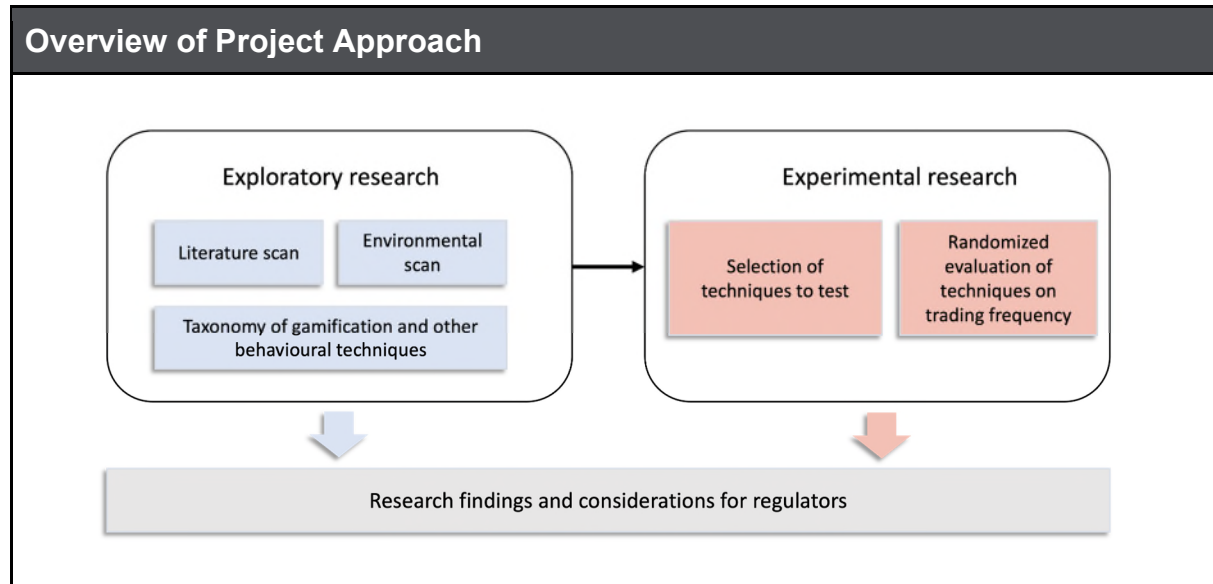 Overview of Project Approach
Exploratory research
Literature scan
Environmental
scan
Taxonomy of gamification and other
behavioural techniques
Experimental research
Selection of
techniques to test
Randomized
evaluation of
techniques on
trading frequency
Research findings and considerations for regulators